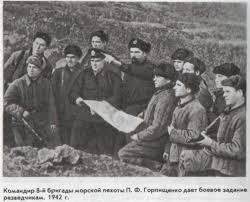 Командир 8-й бригады морской пехоты П. Ф. Горпищенко дает боевое задание
разведчикам. 1942 г.